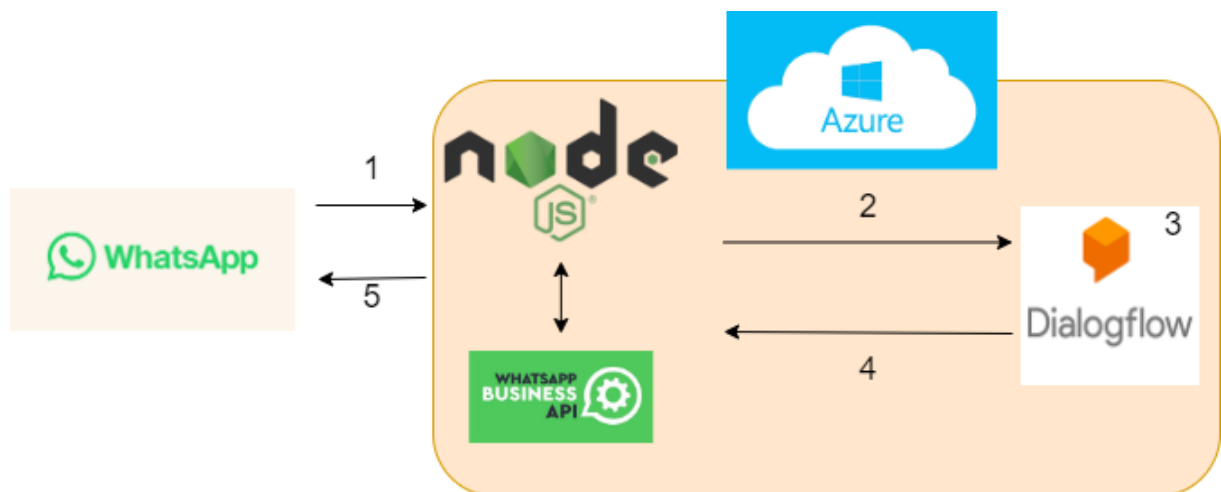 Azure
node
JS
®
1
WhatsApp
5
2
3
Dialogflow
4
WHATSAPP
BUSINESS
API